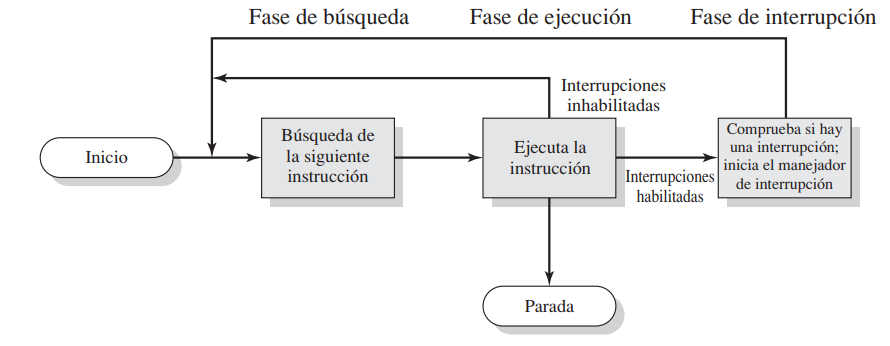 Fase de búsqueda
Fase de ejecución
Fase de interrupción
Interrupciones
inhabilitadas
Inicio
Búsqueda de
la siguiente
instrucción
Ejecuta la
instrucción
Interrupciones
habilitadas
Comprueba si hay
una interrupción;
inicia el manejador
de interrupción
Parada